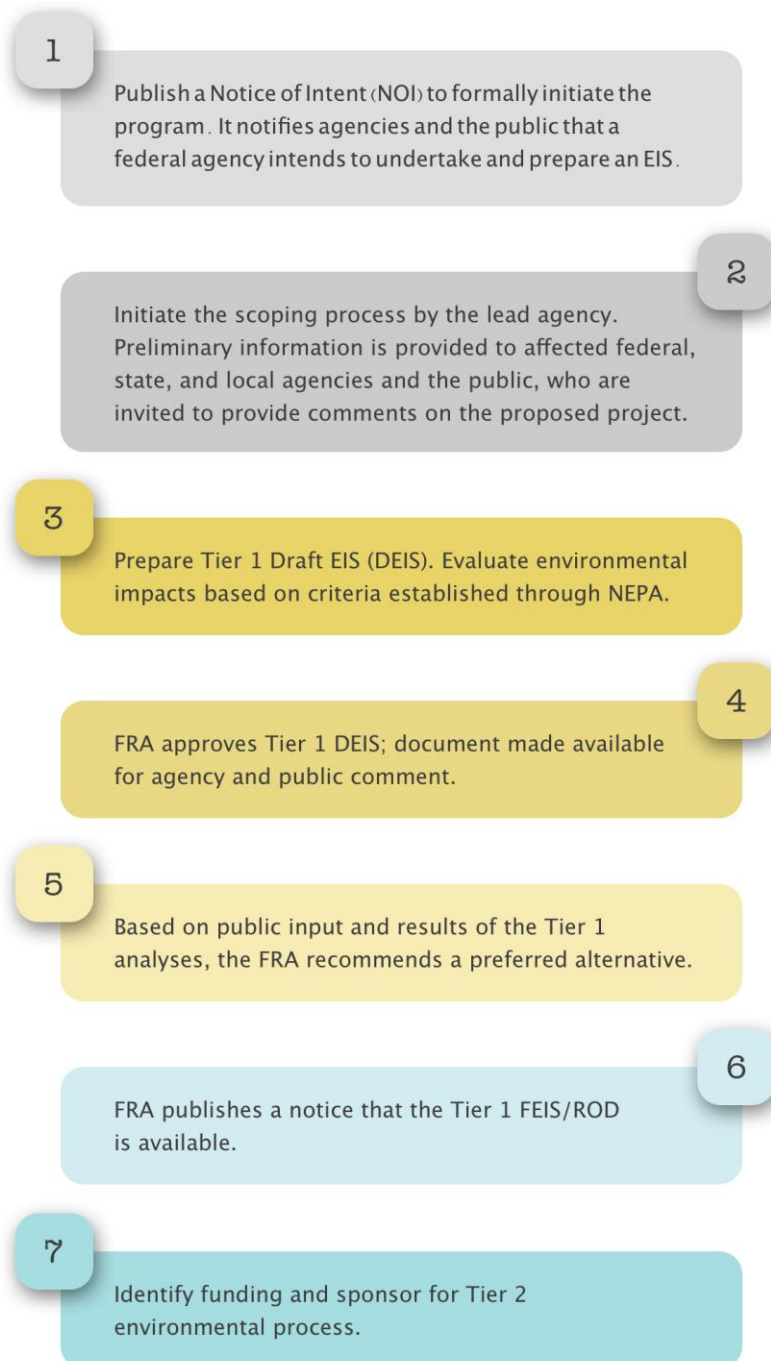 1
Publish a Notice of Intent (NOI) to formally initiate the
program. It notifies agencies and the public that a
federal agency intends to undertake and prepare an EIS.
2
Initiate the scoping process by the lead agency.
Preliminary information is provided to affected federal,
state, and local agencies and the public, who are
invited to provide comments on the proposed project.
3
Prepare Tier 1 Draft EIS (DEIS). Evaluate environmental
impacts based on criteria established through NEPA.
4
FRA approves Tier 1 DEIS; document made available
for agency and public comment.
5
Based on public input and results of the Tier 1
analyses, the FRA recommends a preferred alternative.
6
FRA publishes a notice that the Tier 1 FEIS/ROD
is available.
7
Identify funding and sponsor for Tier 2
environmental process.